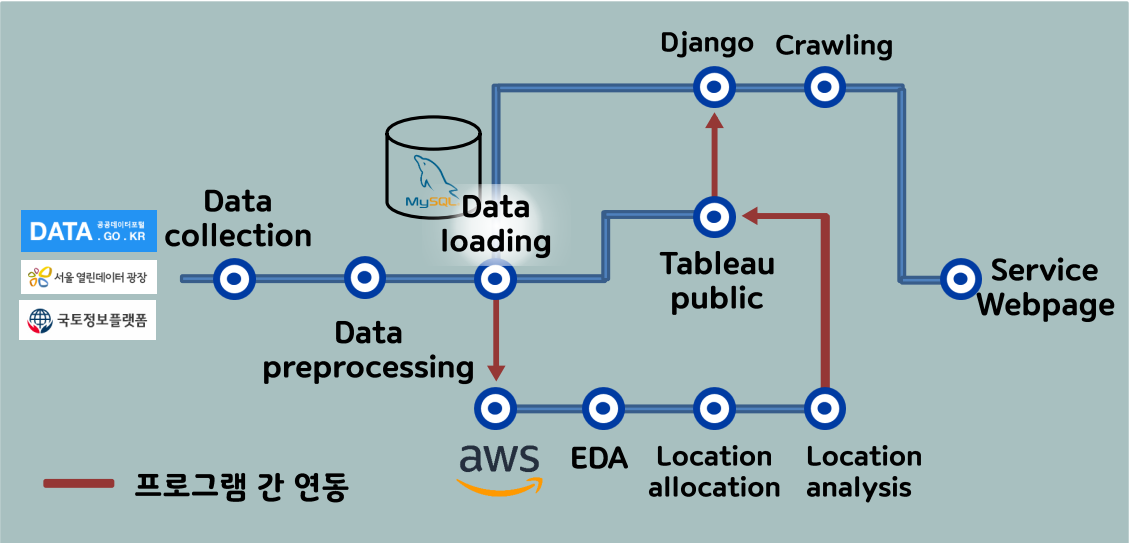 Django
Crawling
MySQL
Data
loading
Data
collection
DATA 공공데이터포털
. GO . KR
서울 열린데이터 광장
국토정보플랫폼
Tableau
public
Service
Webpage
Data
preprocessing
aws
EDA
Location
allocation
Location
analysis
프로그램 간 연동